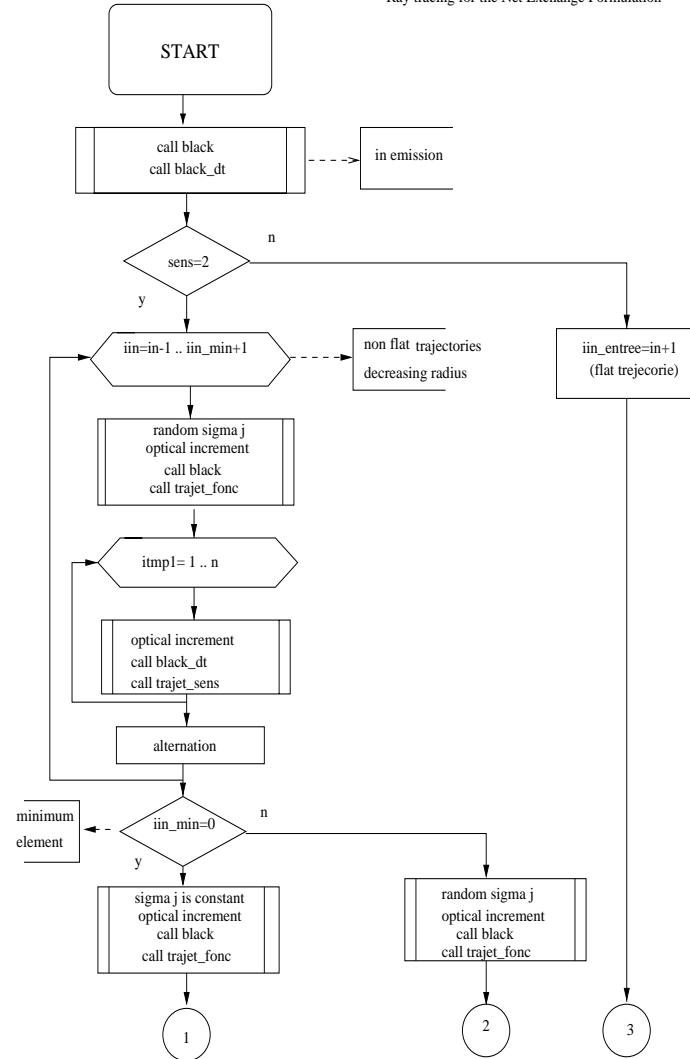 Ray tracing for the Net Exchange Formulation
START
call black
call black_dt
in emission
sens=2
n
y
iin=in-1 .. iin_min+1
non flat trajectories
decreasing radius
iin_entree=in+1
(flat trejecorie)
random sigma j
optical increment
call black
call trajet_fonc
itmp1= 1 .. n
optical increment
call black_dt
call trajet_sens
alternation
minimum
element
iin_min=0
n
y
sigma j is constant
optical increment
call black
call trajet_fonc
random sigma j
optical increment
call black
call trajet_fonc
1
2
3